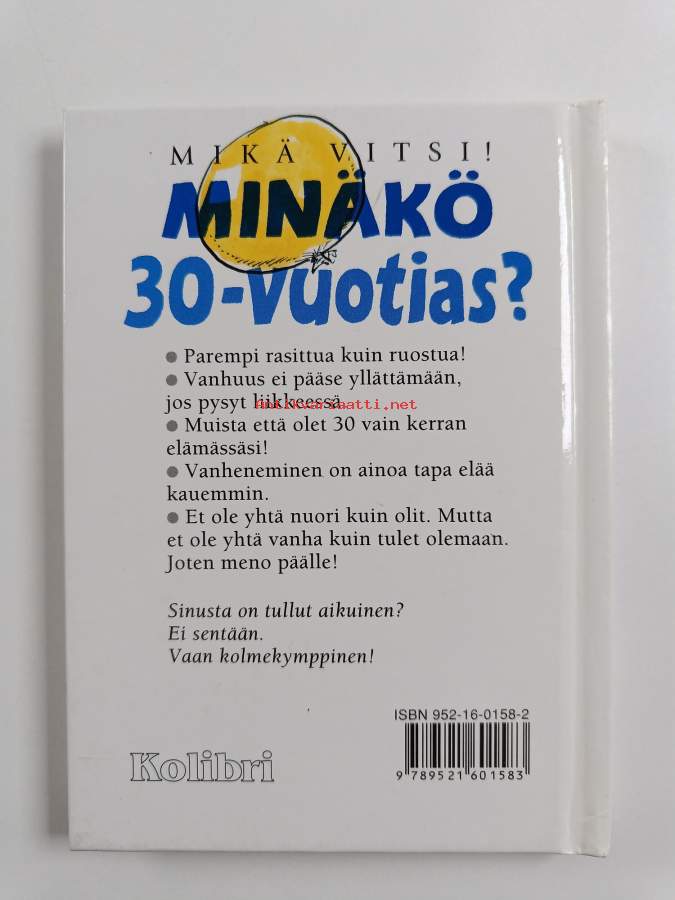 MIKÄ VITSI!
MINÄKÖ
30-vuotias?
● Parempi rasittua kuin ruostua!
● Vanhuus ei pääse yllättämään,
jos pysyt liikkeessä.
antikvariaatti.net
● Muista että olet 30 vain kerran
elämässäsi!
● Vanheneminen on ainoa tapa elää
kauemmin.
● Et ole yhtä nuori kuin olit. Mutta
et ole yhtä vanha kuin tulet olemaan.
Joten meno päälle!
Sinusta on tullut aikuinen?
Ei sentään.
Vaan kolmekymppinen!
ISBN 952-16-0158-2
9 789521 601583
Kolibri